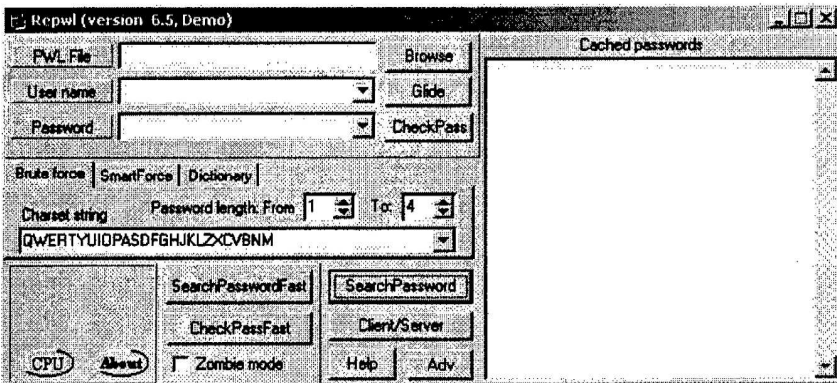 Repwl (version 6.5, Demo)
PWL File
Browse
User name
Glide
Password
CheckPass
Cached passwords
Brute force SmartForce Dictionary
Charset string Password length: From 1 To: 4
QWERTYUIOPASDFGHJKLZXCVBNM
SearchPasswordFast SearchPassword
CheckPassFast Client/Server
CPU About Zombie mode Help Adv